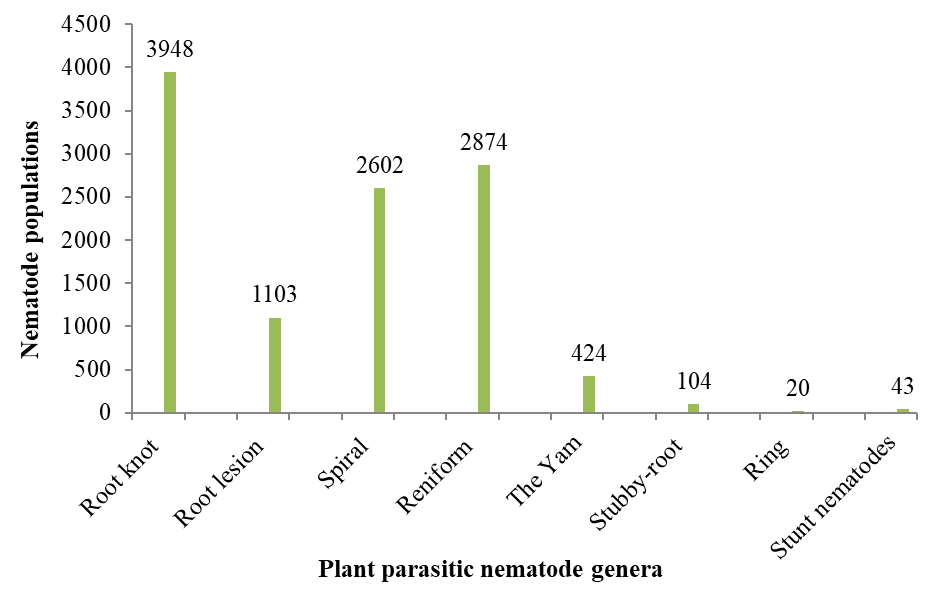 Nematode populations
4500
4000
3500
3000
2500
2000
1500
1000
500
0
3948
1103
2602
2874
424
104
20
43
Root knot
Root lesion
Spiral
Reniform
The Yam
Stubby-root
Ring
Stunt nematodes
Plant parasitic nematode genera